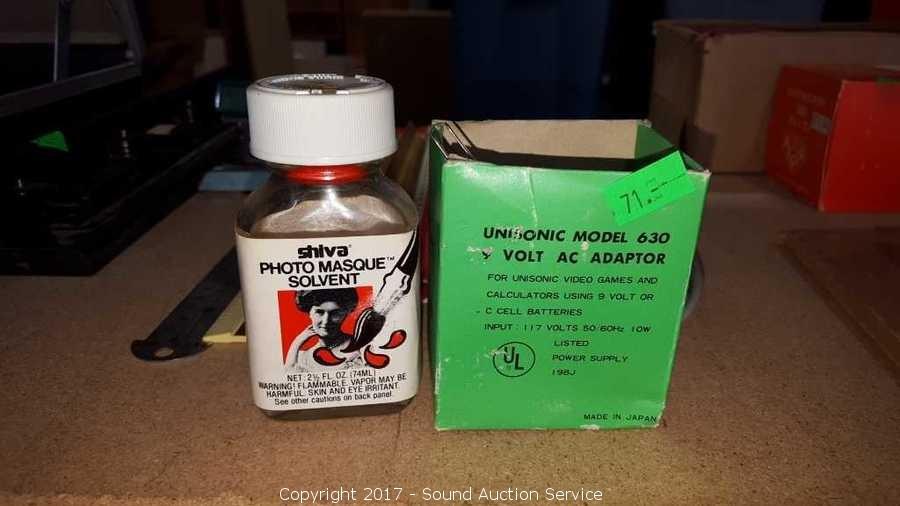 shiva®
PHOTO MASQUE™
SOLVENT
NET: 2½ FL. OZ. (74ML)
WARNING! FLAMMABLE. VAPOR MAY BE
HARMFUL. SKIN AND EYE IRRITANT.
See other cautions on back panel.
71.
UNISONIC MODEL 630
9 VOLT AC ADAPTOR
FOR UNISONIC VIDEO GAMES AND
CALCULATORS USING 9 VOLT OR
C CELL BATTERIES
INPUT: 117 VOLTS 50/60Hz 10W
LISTED
UL
POWER SUPPLY
198J
MADE IN JAPAN
Copyright 2017 - Sound Auction Service